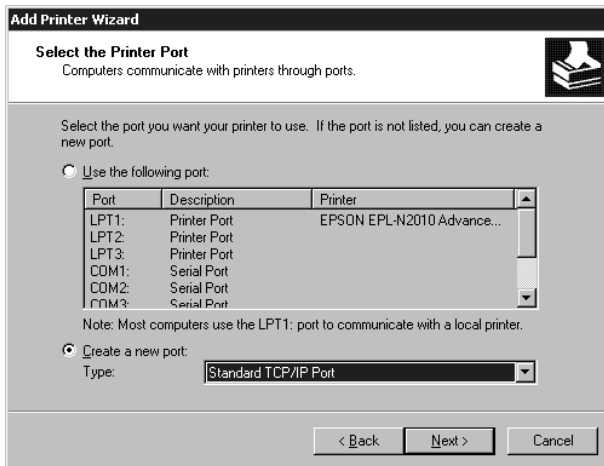 Add Printer Wizard
Select the Printer Port
Computers communicate with printers through ports.
Select the port you want your printer to use. If the port is not listed, you can create a
new port.
Use the following port:
Port Description Printer
LPT1: Printer Port EPSON EPL-N2010 Advance...
LPT2: Printer Port
LPT3: Printer Port
COM1: Serial Port
COM2: Serial Port
COM3: Serial Port
Note: Most computers use the LPT1: port to communicate with a local printer.
Create a new port:
Type: Standard TCP/IP Port
< Back Next > Cancel